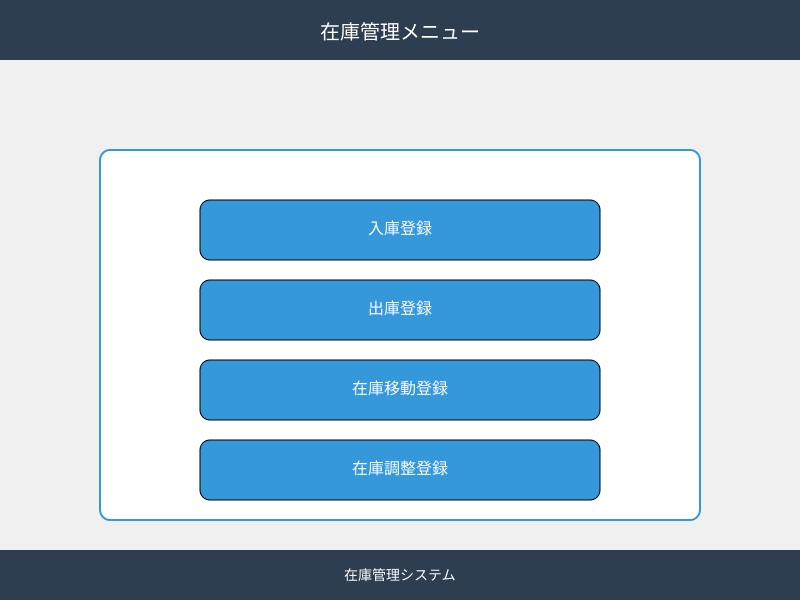 在庫管理メニュー
入庫登録
出庫登録
在庫移動登録
在庫調整登録
在庫管理システム